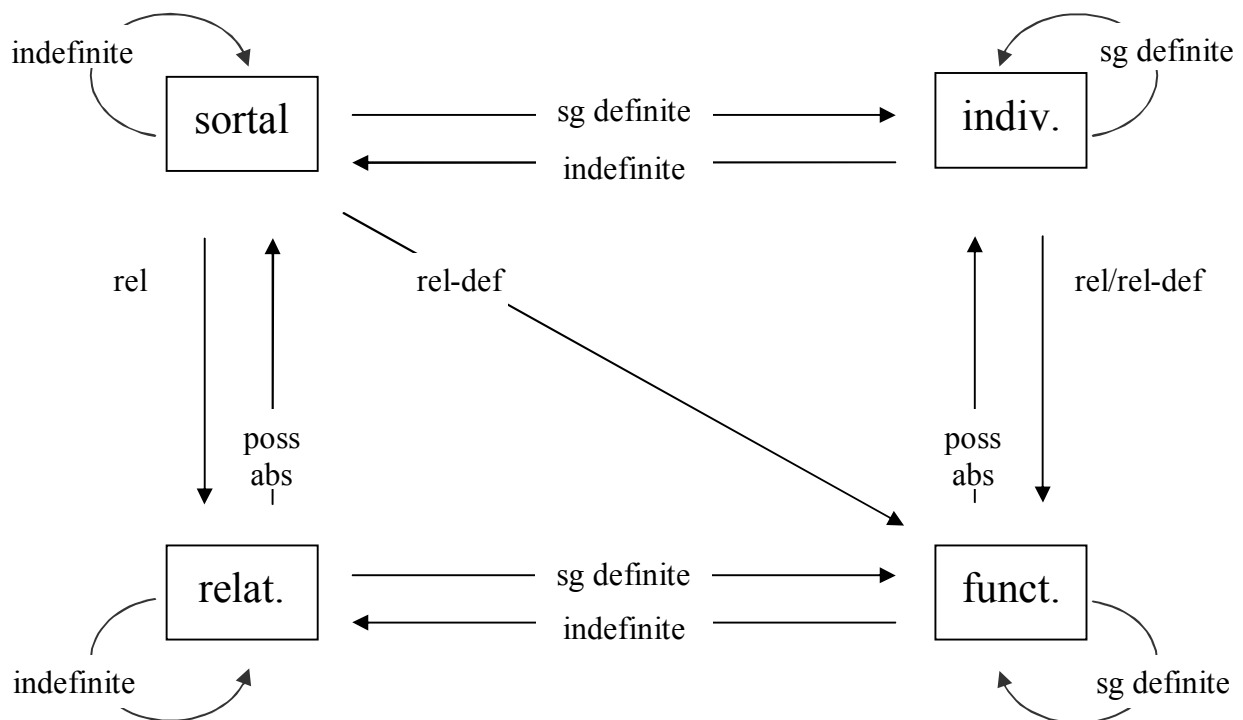 indefinite
sg definite
sortal
sg definite
indiv.
indefinite
rel
rel-def
rel/rel-def
poss
abs
poss
abs
relat.
sg definite
funct.
indefinite
indefinite
sg definite